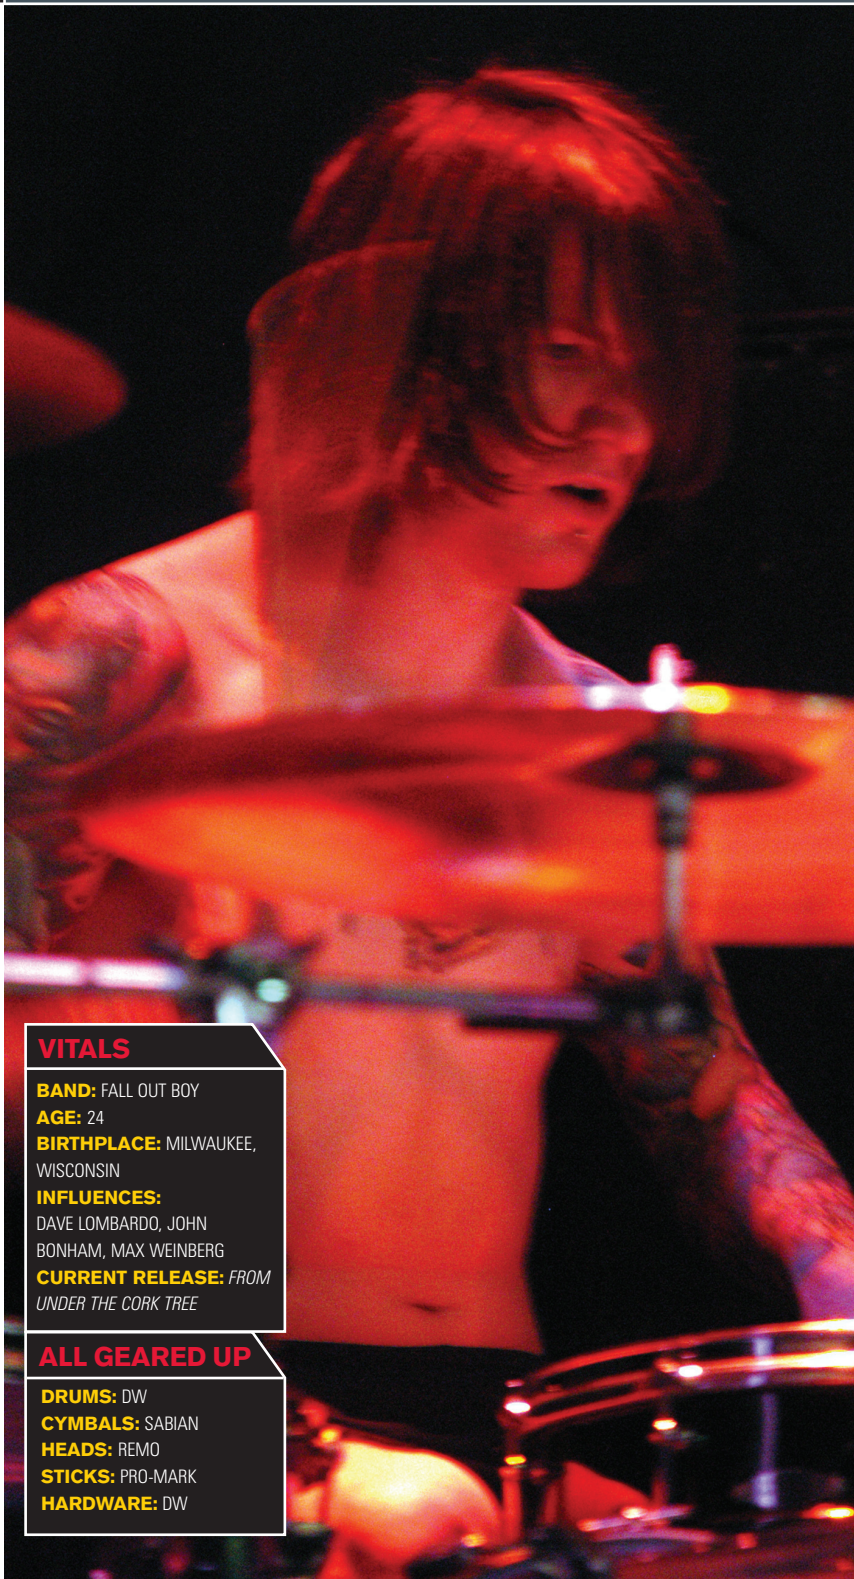 VITALS
BAND: FALL OUT BOY
AGE: 24
BIRTHPLACE: MILWAUKEE,
WISCONSIN
INFLUENCES:
DAVE LOMBARDO, JOHN
BONHAM, MAX WEINBERG
CURRENT RELEASE: FROM
UNDER THE CORK TREE
ALL GEARED UP
DRUMS: DW
CYMBALS: SABIAN
HEADS: REMO
STICKS: PRO-MARK
HARDWARE: DW